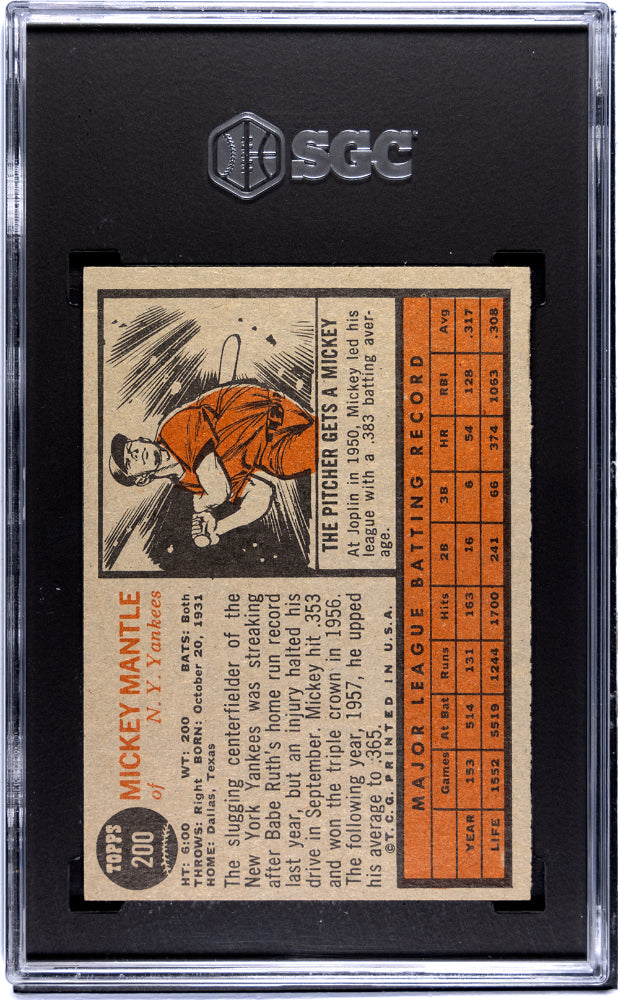 SGC
TOPPS
200
MICKEY MANTLE
of N. Y. Yankees
HT: 6:00 WT: 200 BATS: Both
THROWS: Right BORN: October 20, 1931
HOME: Dallas, Texas
The slugging centerfielder of the
New York Yankees was streaking
after Babe Ruth's home run record
last year, but an injury halted his
drive in September. Mickey hit .353
and won the triple crown in 1956.
The following year, 1957, he upped
his average to .365.
©T.C.G. PRINTED IN U.S.A.
THE PITCHER GETS A MICKEY
At Joplin in 1950, Mickey led his
league with a .383 batting aver-
age.
MAJOR LEAGUE BATTING RECORD
Games At Bat Runs Hits 2B 3B HR RBI Avg
YEAR 153 514 131 163 16 6 54 128 .317
LIFE 1552 5519 1244 1700 241 66 374 1063 .308